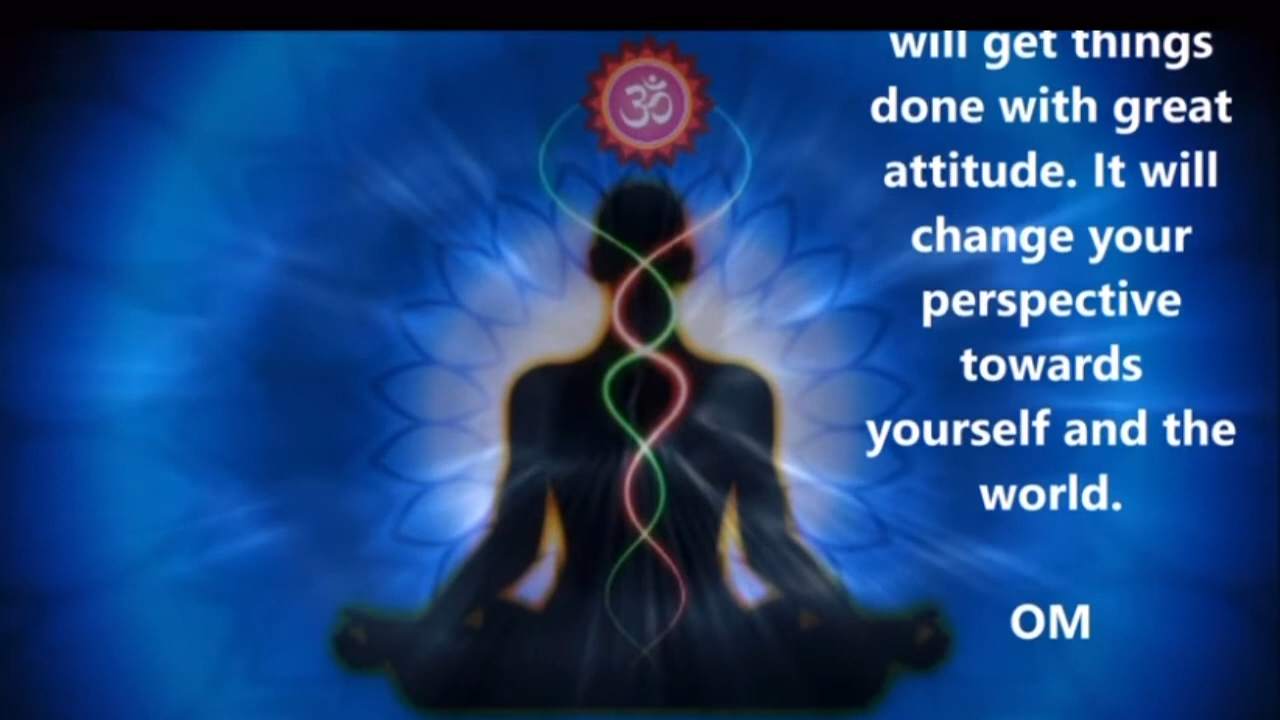 ॐ
will get things
done with great
attitude. It will
change your
perspective
towards
yourself and the
world.
OM